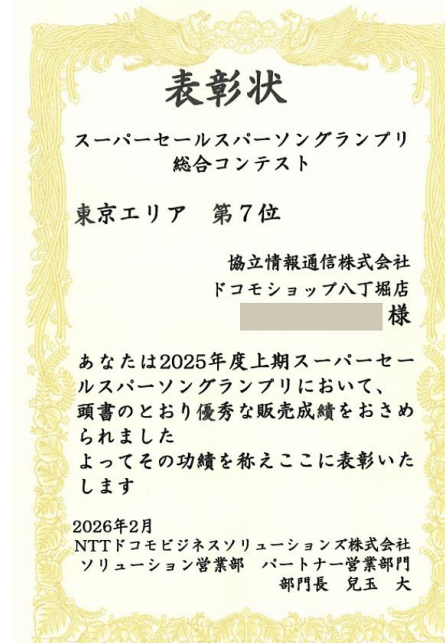 表彰状
スーパーセールスパーソングランプリ
総合コンテスト
東京エリア　第７位
協立情報通信株式会社
ドコモショップ八丁堀店
様
あなたは2025年度上期スーパーセー
ルスパーソングランプリにおいて、
頭書のとおり優秀な販売成績をおさめ
られました
よってその功績を称えここに表彰いた
します
2026年2月
NTTドコモビジネスソリューションズ株式会社
ソリューション営業部　パートナー営業部門
部門長　兒玉　大